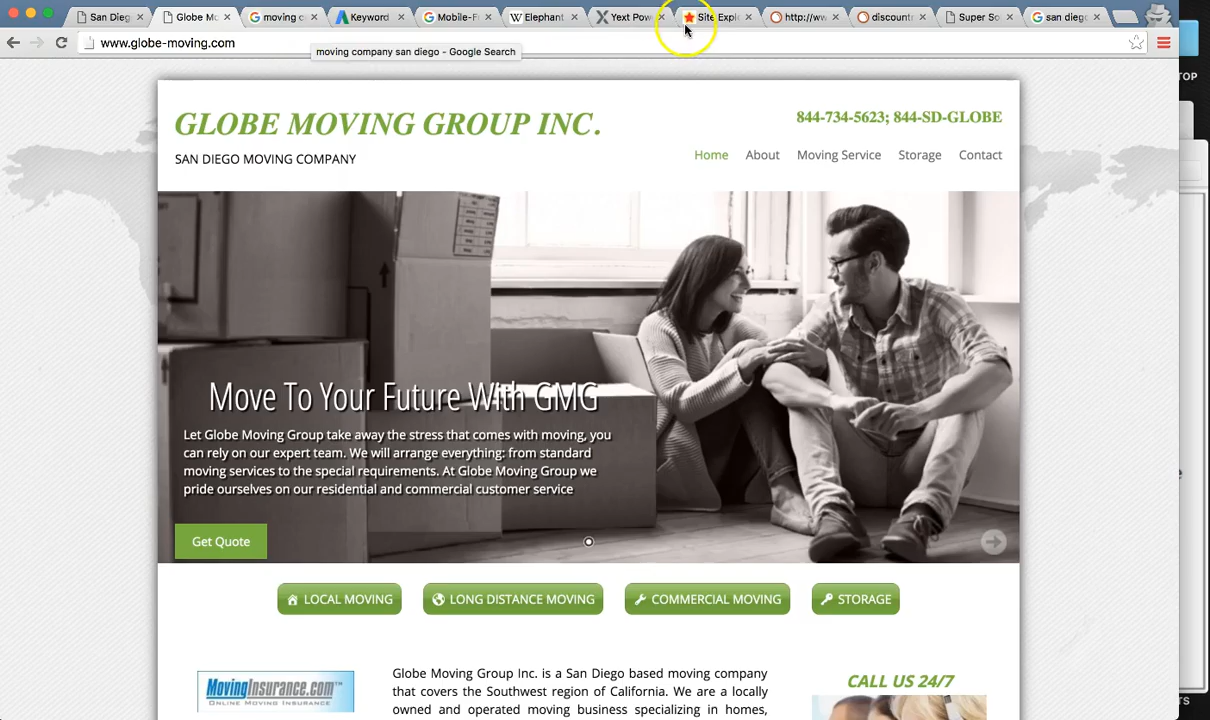 San Dieg
Globe Mo
moving c
Keyword
Mobile-F
Elephant
Yext Pow
Site Expl
http://ww
discount
Super So
san dieg
www.globe-moving.com
moving company san diego - Google Search
TOP
GLOBE MOVING GROUP INC.
844-734-5623; 844-SD-GLOBE
SAN DIEGO MOVING COMPANY
Home About Moving Service Storage Contact
Move To Your Future With GMG
Let Globe Moving Group take away the stress that comes with moving, you
can rely on our expert team. We will arrange everything: from standard
moving services to the special requirements. At Globe Moving Group we
pride ourselves on our residential and commercial customer service
Get Quote
LOCAL MOVING
LONG DISTANCE MOVING
COMMERCIAL MOVING
STORAGE
MovingInsurance.com™
ONLINE MOVING INSURANCE
Globe Moving Group Inc. is a San Diego based moving company
that covers the Southwest region of California. We are a locally
owned and operated moving business specializing in homes,
CALL US 24/7
TS